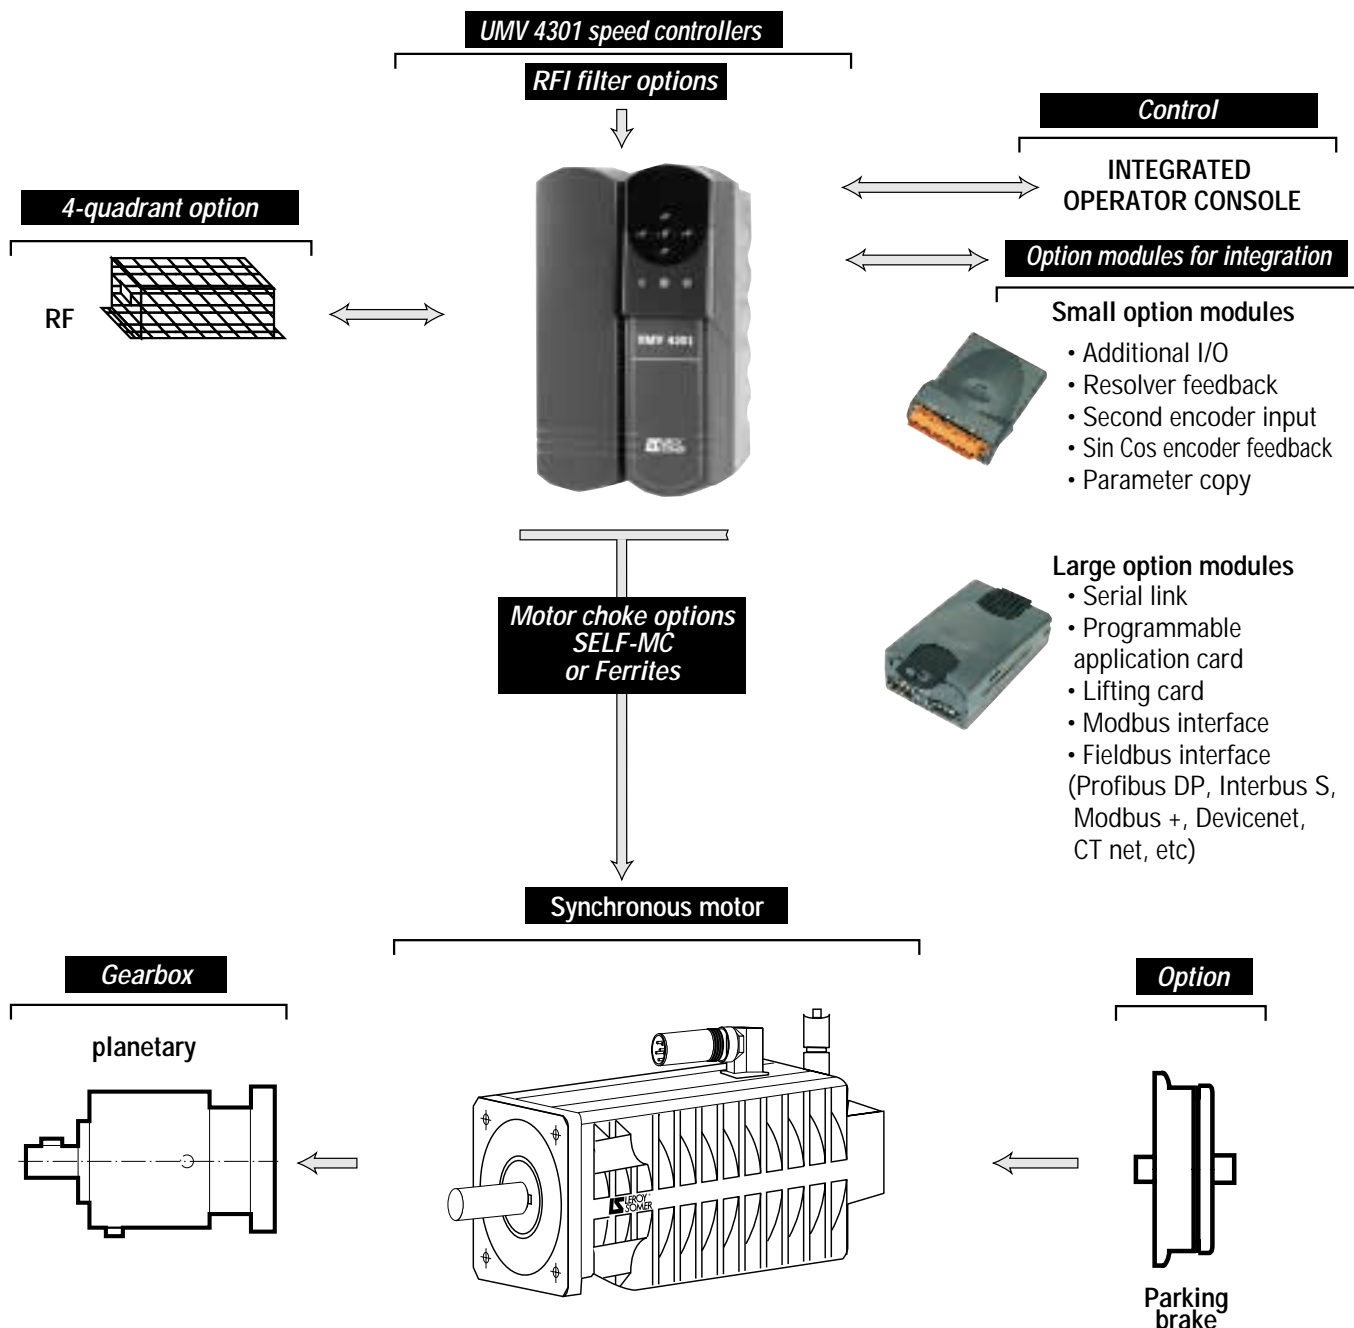 UMV 4301 speed controllers
RFI filter options
Control
INTEGRATED
OPERATOR CONSOLE
4-quadrant option
RF
Option modules for integration
Small option modules
• Additional I/O
• Resolver feedback
• Second encoder input
• Sin Cos encoder feedback
• Parameter copy
UMV 4301
Large option modules
• Serial link
• Programmable
application card
• Lifting card
• Modbus interface
• Fieldbus interface
(Profibus DP, Interbus S,
Modbus +, Devicenet,
CT net, etc)
Motor choke options
SELF-MC
or Ferrites
Synchronous motor
Gearbox
planetary
Option
LEROY®
SOMER
Parking
brake